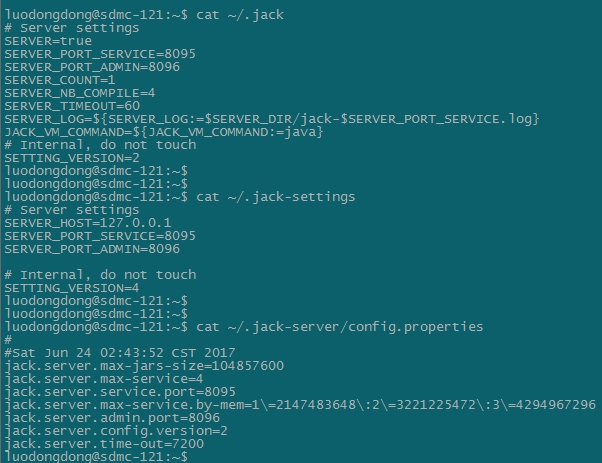 luodongdong@sdmc-121:~$ cat ~/.jack
# Server settings
SERVER=true
SERVER_PORT_SERVICE=8095
SERVER_PORT_ADMIN=8096
SERVER_COUNT=1
SERVER_NB_COMPILE=4
SERVER_TIMEOUT=60
SERVER_LOG=${SERVER_LOG:=$SERVER_DIR/jack-$SERVER_PORT_SERVICE.log}
JACK_VM_COMMAND=${JACK_VM_COMMAND:=java}
# Internal, do not touch
SETTING_VERSION=2
luodongdong@sdmc-121:~$
luodongdong@sdmc-121:~$
luodongdong@sdmc-121:~$ cat ~/.jack-settings
# Server settings
SERVER_HOST=127.0.0.1
SERVER_PORT_SERVICE=8095
SERVER_PORT_ADMIN=8096

# Internal, do not touch
SETTING_VERSION=4
luodongdong@sdmc-121:~$
luodongdong@sdmc-121:~$
luodongdong@sdmc-121:~$ cat ~/.jack-server/config.properties
#
#Sat Jun 24 02:43:52 CST 2017
jack.server.max-jars-size=104857600
jack.server.max-service=4
jack.server.service.port=8095
jack.server.max-service.by-mem=1\=2147483648\:2\=3221225472\:3\=4294967296
jack.server.admin.port=8096
jack.server.config.version=2
jack.server.time-out=7200
luodongdong@sdmc-121:~$